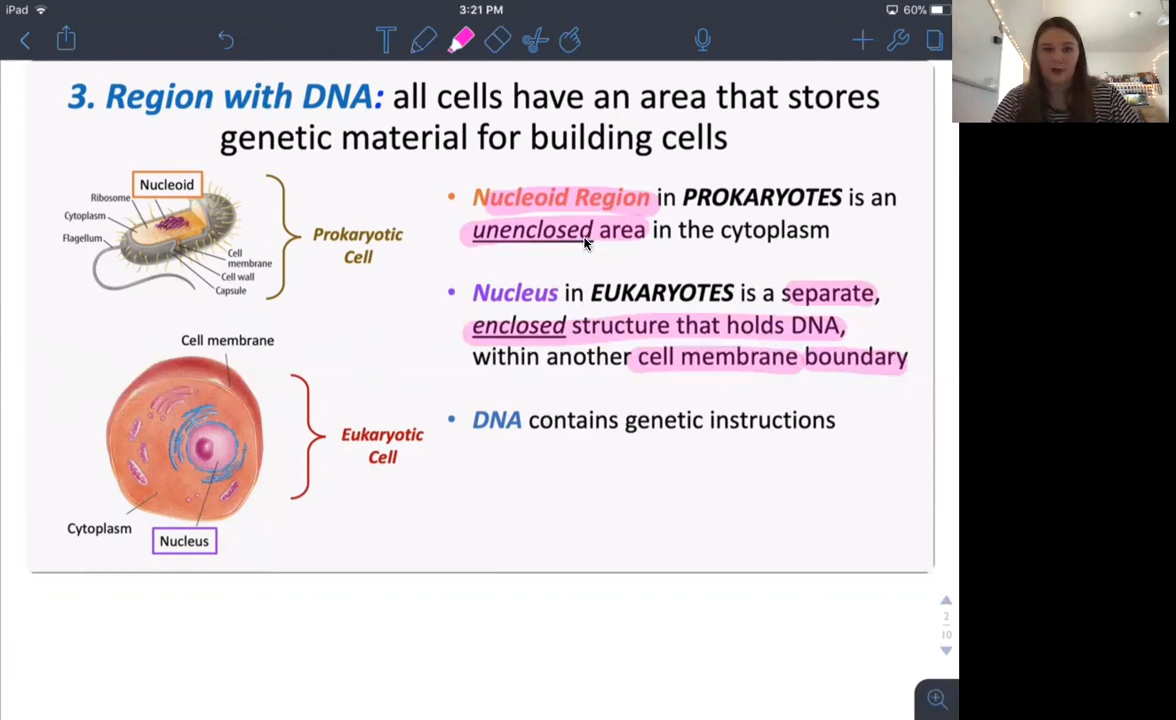 iPad
3:21 PM
60%
3. Region with DNA: all cells have an area that stores
genetic material for building cells
Nucleoid
Ribosome
Cytoplasm
Flagellum
Cell
membrane
Cell wall
Capsule
Prokaryotic
Cell
• Nucleoid Region in PROKARYOTES is an
unenclosed area in the cytoplasm
• Nucleus in EUKARYOTES is a separate,
enclosed structure that holds DNA,
within another cell membrane boundary
• DNA contains genetic instructions
Cell membrane
Eukaryotic
Cell
Cytoplasm
Nucleus
2
10